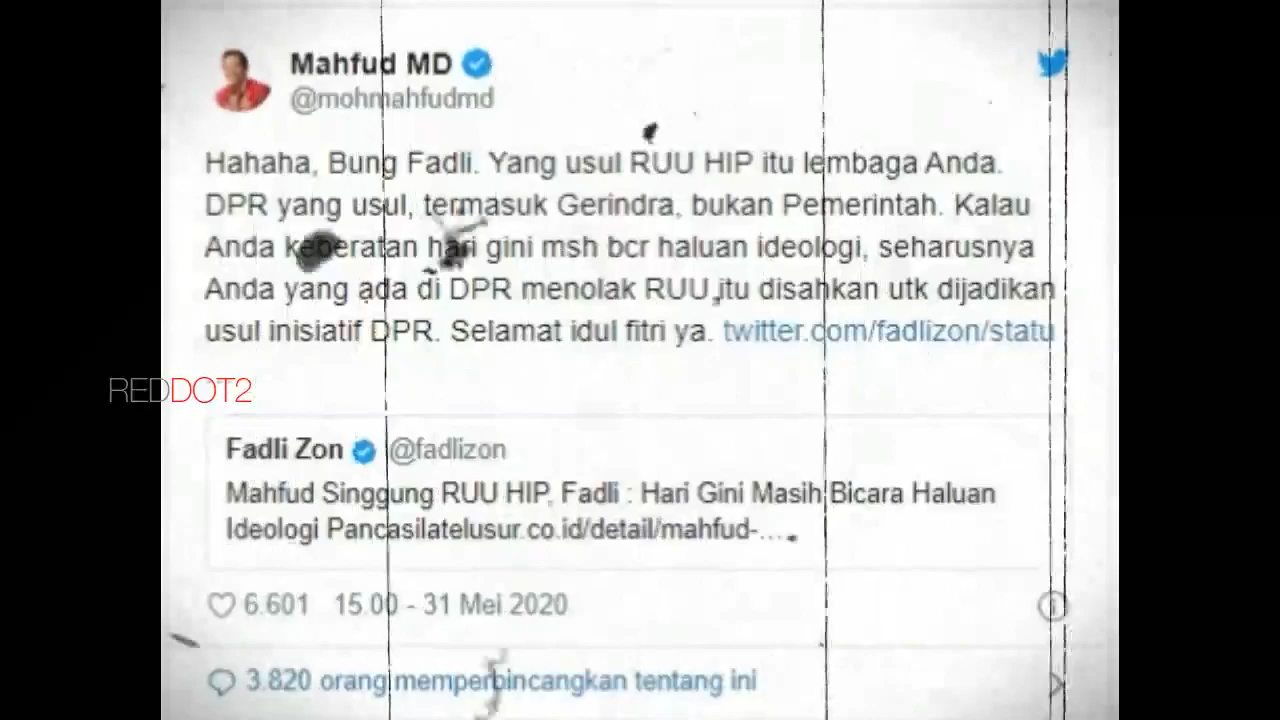 Mahfud MD
@mohmahfudmd
Hahaha, Bung Fadli. Yang usul RUU HIP itu lembaga Anda.
DPR yang usul, termasuk Gerindra, bukan Pemerintah. Kalau
Anda keberatan hari gini msh bcr haluan ideologi, seharusnya
Anda yang ada di DPR menolak RUU itu disahkan utk dijadikan
usul inisiatif DPR. Selamat idul fitri ya. twitter.com/fadlizon/statu
REDDOT2
Fadli Zon @fadlizon
Mahfud Singgung RUU HIP, Fadli : Hari Gini Masih Bicara Haluan
Ideologi Pancasilatelusur.co.id/detail/mahfud-...
6.601 15.00 - 31 Mei 2020
3.820 orang memperbincangkan tentang ini